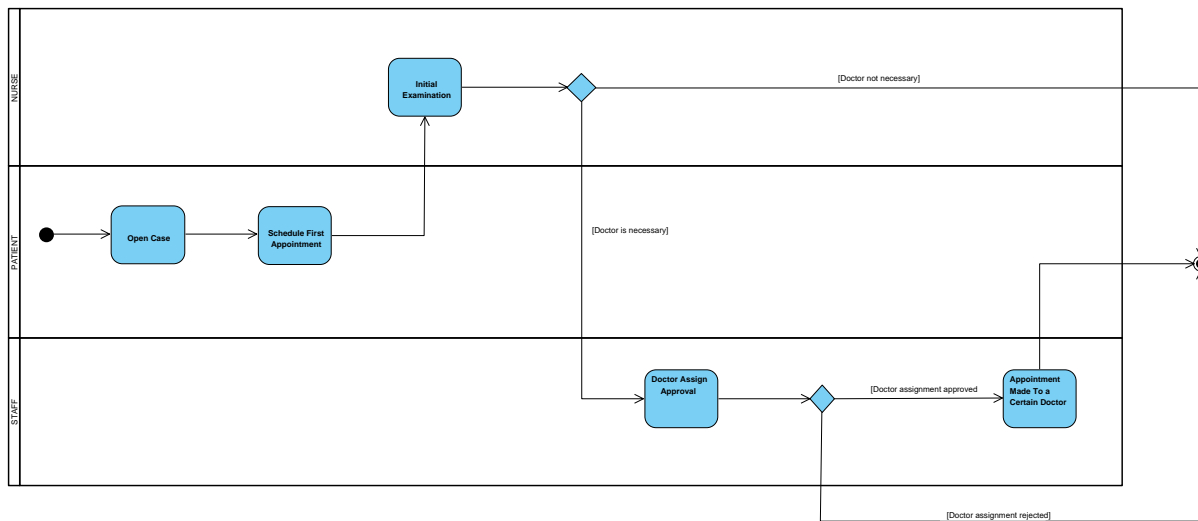 NURSE
Initial
Examination
[Doctor not necessary]
PATIENT
Open Case
Schedule First
Appointment
[Doctor is necessary]
STAFF
Doctor Assign
Approval
[Doctor assignment approved
Appointment
Made To a
Certain Doctor
[Doctor assignment rejected]